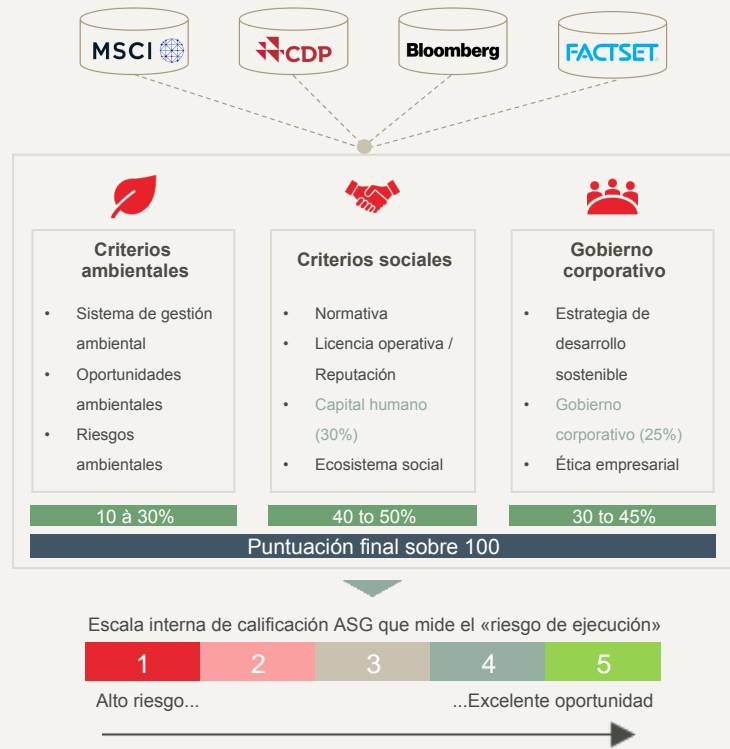 MSCI
CDP
Bloomberg
FACTSET
Criterios
ambientales
• Sistema de gestión
ambiental
• Oportunidades
ambientales
• Riesgos
ambientales
10 à 30%
Criterios sociales
• Normativa
• Licencia operativa /
Reputación
• Capital humano
(30%)
• Ecosistema social
40 to 50%
Gobierno
corporativo
• Estrategia de
desarrollo
sostenible
• Gobierno
corporativo (25%)
• Ética empresarial
30 to 45%
Puntuación final sobre 100
Escala interna de calificación ASG que mide el «riesgo de ejecución»
1 2 3 4 5
Alto riesgo... ...Excelente oportunidad